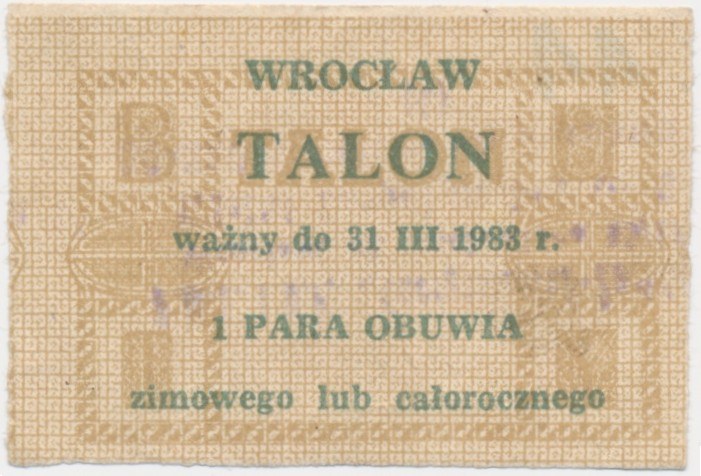 WROCŁAW
TALON
ważny do 31 III 1983 r.
1 PARA OBUWIA
zimowego lub całorocznego